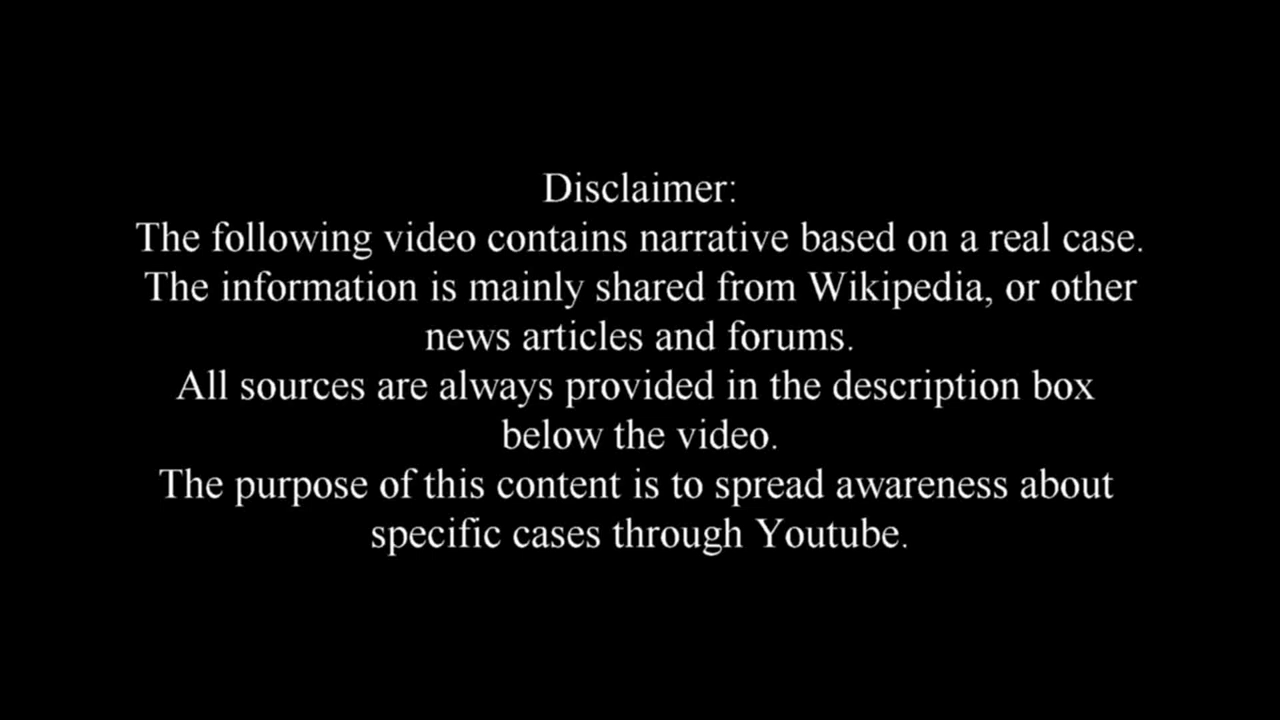 Disclaimer:
The following video contains narrative based on a real case.
The information is mainly shared from Wikipedia, or other
news articles and forums.
All sources are always provided in the description box
below the video.
The purpose of this content is to spread awareness about
specific cases through Youtube.